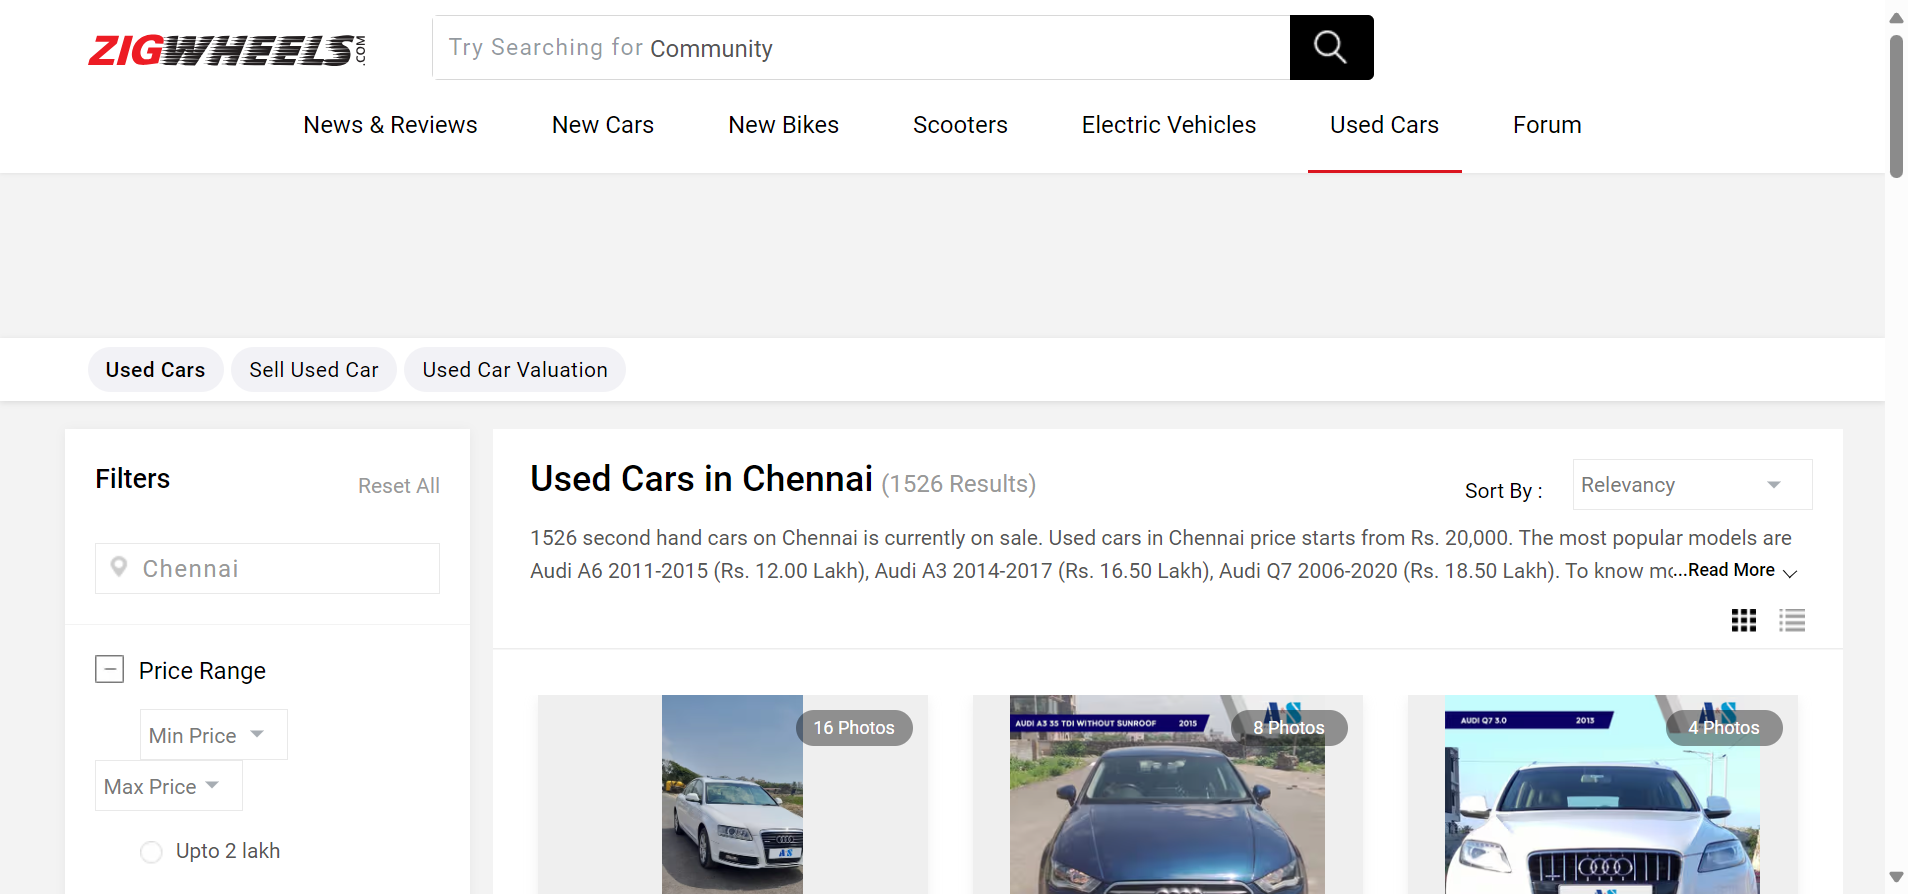 ZIGWHEELS.COM
Try Searching for Community
News & Reviews
New Cars
New Bikes
Scooters
Electric Vehicles
Used Cars
Forum
Used Cars
Sell Used Car
Used Car Valuation
Filters
Reset All
Chennai
Price Range
Min Price
Max Price
Upto 2 lakh
Used Cars in Chennai (1526 Results)
Sort By :
Relevancy
1526 second hand cars on Chennai is currently on sale. Used cars in Chennai price starts from Rs. 20,000. The most popular models are
Audi A6 2011-2015 (Rs. 12.00 Lakh), Audi A3 2014-2017 (Rs. 16.50 Lakh), Audi Q7 2006-2020 (Rs. 18.50 Lakh). To know mo...Read More
16 Photos
AUDI A3 35 TDI WITHOUT SUNROOF 2015
8 Photos
AUDI Q7 3.0 2013
4 Photos